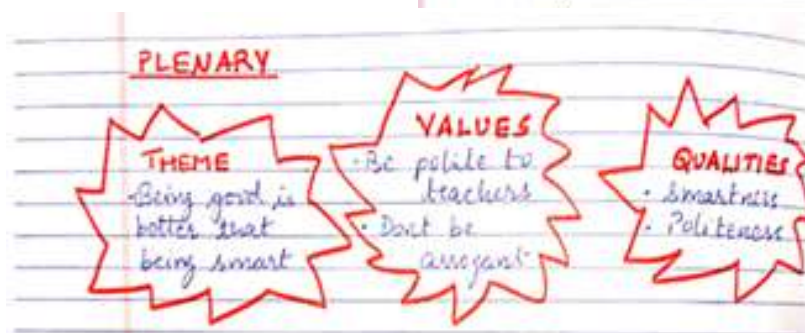 PLENARY
THEME
• Being good is
better that
being smart
VALUES
• Be polite to
teachers
• Dont be
arrogant
QUALITIES
• Smartness
• Politeness